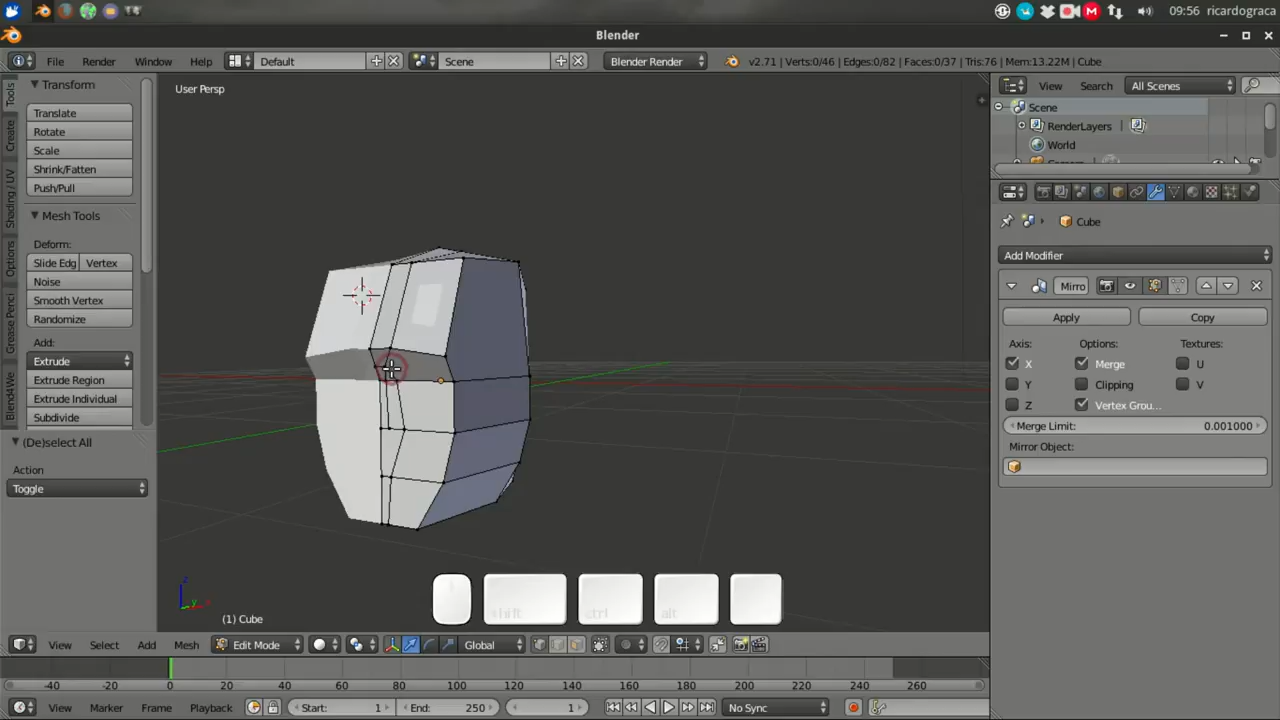 09:56 ricardograca
Blender
File Render Window Help Default Scene Blender Render v2.71 | Verts:0/46 | Edges:0/82 | Faces:0/37 | Tris:76 | Mem:13.22M | Cube
Tools
Create
Shading / UV
Options
Grease Penci
Blend4We
Transform
Translate
Rotate
Scale
Shrink/Fatten
Push/Pull
Mesh Tools
Deform:
Slide Edg Vertex
Noise
Smooth Vertex
Randomize
Add:
Extrude
Extrude Region
Extrude Individual
Subdivide
(De)select All
Action
Toggle
User Persp
shift ctrl alt
(1) Cube
View Select Add Mesh Edit Mode Global
-40 -20 0 20 40 60 80 100 120 140 160 180 200 220 240 260
View Marker Frame Playback Start: 1 End: 250 1 No Sync
View Search All Scenes
Scene
RenderLayers
World
Cube
Add Modifier
Mirro
Apply Copy
Axis: Options: Textures:
X Merge U
Y Clipping V
Z Vertex Grou...
Merge Limit: 0.001000
Mirror Object: